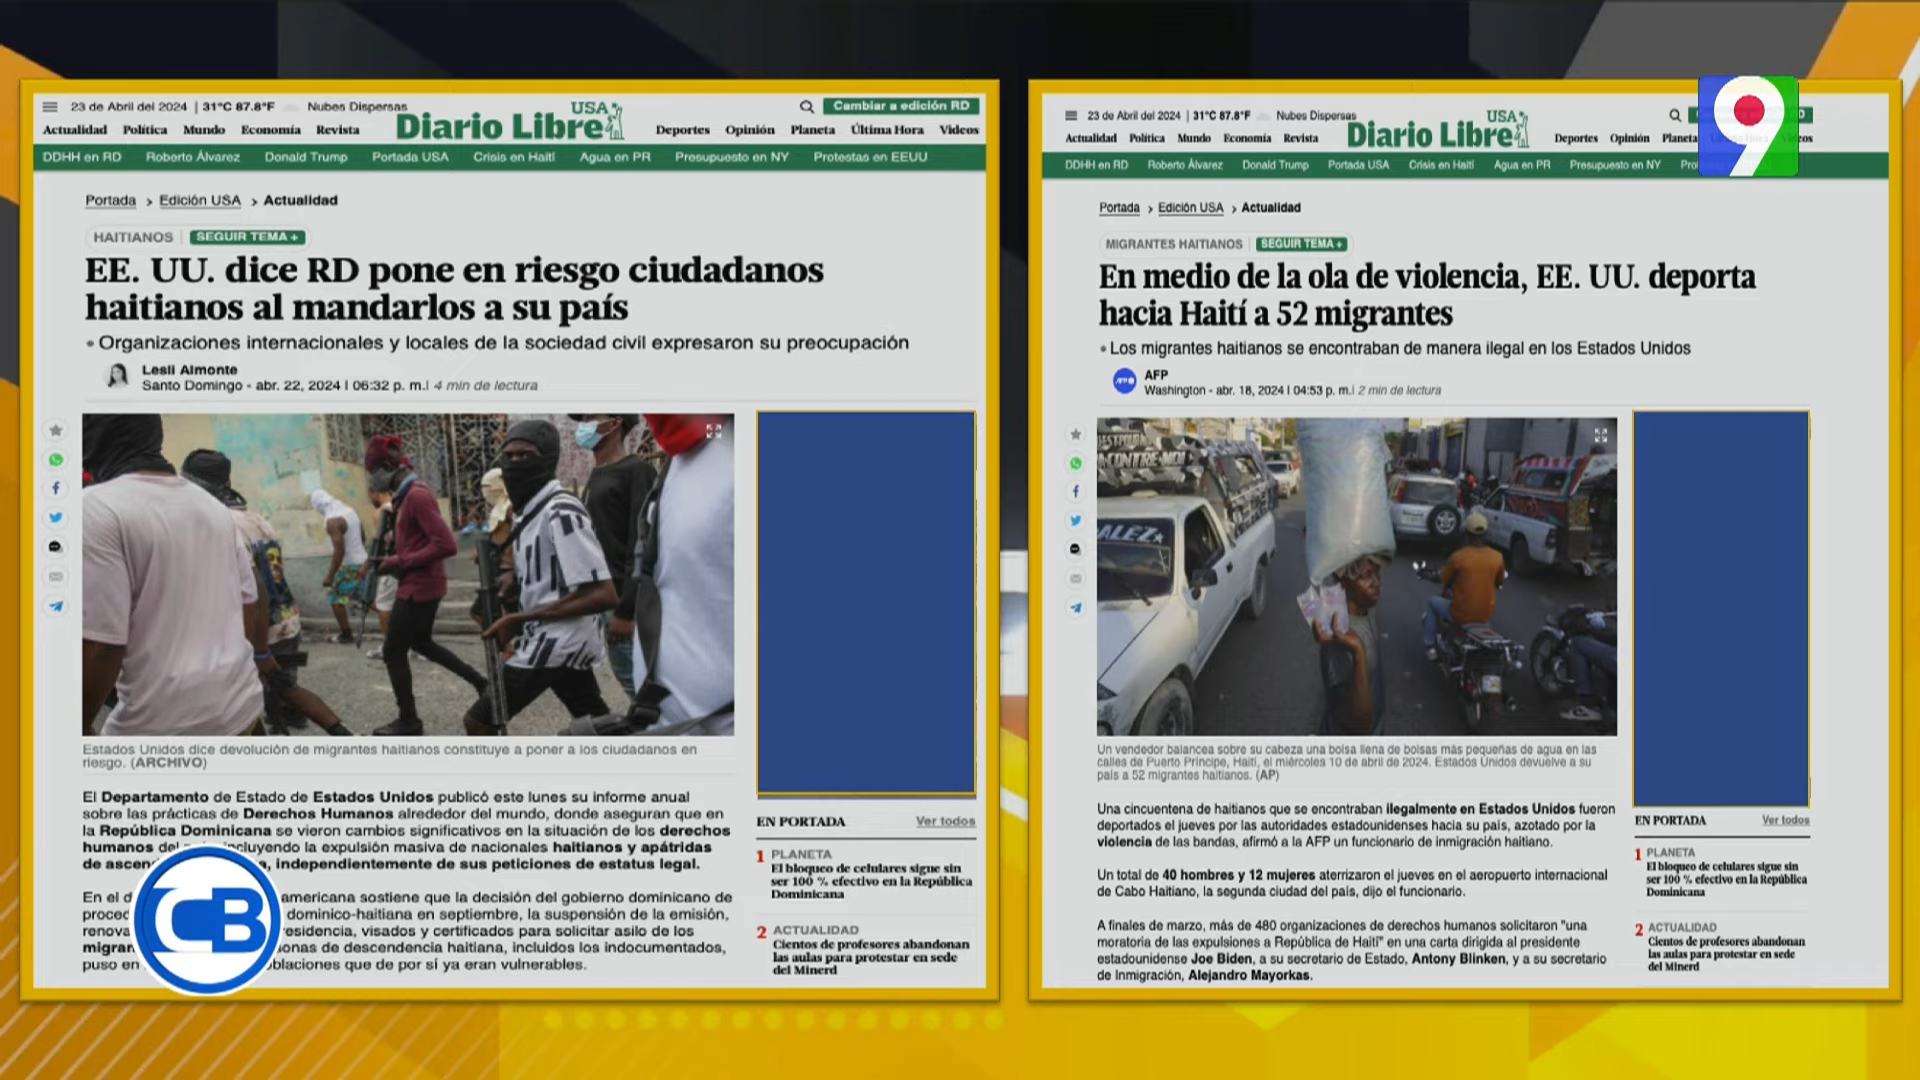 23 de Abril del 2024 | 31°C 87.8°F Nubes Dispersas
USA
Diario Libre
Cambiar a edición RD
Actualidad Política Mundo Economía Revista
Deportes Opinión Planeta Última Hora Videos
DDHH en RD Roberto Álvarez Donald Trump Portada USA Crisis en Haití Agua en PR Presupuesto en NY Protestas en EEUU
Portada > Edición USA > Actualidad
HAITIANOS | SEGUIR TEMA +
EE. UU. dice RD pone en riesgo ciudadanos
haitianos al mandarlos a su país
• Organizaciones internacionales y locales de la sociedad civil expresaron su preocupación
Lesli Almonte
Santo Domingo - abr. 22, 2024 | 06:32 p. m.| 4 min de lectura
Estados Unidos dice devolución de migrantes haitianos constituye a poner a los ciudadanos en
riesgo. (ARCHIVO)
El Departamento de Estado de Estados Unidos publicó este lunes su informe anual
sobre las prácticas de Derechos Humanos alrededor del mundo, donde aseguran que en
la República Dominicana se vieron cambios significativos en la situación de los derechos
humanos del incluyendo la expulsión masiva de nacionales haitianos y apátridas
de independientemente de sus peticiones de estatus legal.
En el americana sostiene que la decisión del gobierno dominicano de
dominico-haitiana en septiembre, la suspensión de la emisión,
visados y certificados para solicitar asilo de los
de descendencia haitiana, incluidos los indocumentados,
puso en que de por sí ya eran vulnerables.
CB
EN PORTADA Ver todos
1 PLANETA
El bloqueo de celulares sigue sin
ser 100 % efectivo en la República
Dominicana
2 ACTUALIDAD
Cientos de profesores abandonan
las aulas para protestar en sede
del Minerd
9
23 de Abril del 2024 | 31°C 87.8°F Nubes Dispersas
USA
Diario Libre
Actualidad Política Mundo Economía Revista
Deportes Opinión Planeta
DDHH en RD Roberto Álvarez Donald Trump Portada USA Crisis en Haití Agua en PR Presupuesto en NY
Portada > Edición USA > Actualidad
MIGRANTES HAITIANOS | SEGUIR TEMA +
En medio de la ola de violencia, EE. UU. deporta
hacia Haití a 52 migrantes
• Los migrantes haitianos se encontraban de manera ilegal en los Estados Unidos
AFP
Washington - abr. 18, 2024 | 04:53 p. m.| 2 min de lectura
CONTRE-MOI
ALEZ
Un vendedor balancea sobre su cabeza una bolsa llena de bolsas más pequeñas de agua en las
calles de Puerto Príncipe, Haití, el miércoles 10 de abril de 2024. Estados Unidos devuelve a su
país a 52 migrantes haitianos. (AP)
Una cincuentena de haitianos que se encontraban ilegalmente en Estados Unidos fueron
deportados el jueves por las autoridades estadounidenses hacia su país, azotado por la
violencia de las bandas, afirmó a la AFP un funcionario de inmigración haitiano.
Un total de 40 hombres y 12 mujeres aterrizaron el jueves en el aeropuerto internacional
de Cabo Haitiano, la segunda ciudad del país, dijo el funcionario.
A finales de marzo, más de 480 organizaciones de derechos humanos solicitaron "una
moratoria de las expulsiones a República de Haití" en una carta dirigida al presidente
estadounidense Joe Biden, a su secretario de Estado, Antony Blinken, y a su secretario
de Inmigración, Alejandro Mayorkas.
EN PORTADA Ver todos
1 PLANETA
El bloqueo de celulares sigue sin
ser 100 % efectivo en la República
Dominicana
2 ACTUALIDAD
Cientos de profesores abandonan
las aulas para protestar en sede
del Minerd